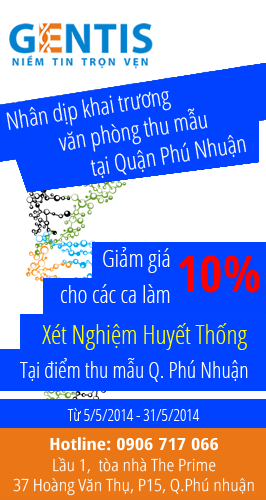 GENTIS
NIỀM TIN TRỌN VẸN
Nhân dịp khai trương
văn phòng thu mẫu
tại Quận Phú Nhuận
Giảm giá
10%
cho các ca làm
Xét Nghiệm Huyết Thống
Tại điểm thu mẫu Q. Phú Nhuận
Từ 5/5/2014 - 31/5/2014
Hotline: 0906 717 066
Lầu 1, tòa nhà The Prime
37 Hoàng Văn Thụ, P15, Q.Phú nhuận